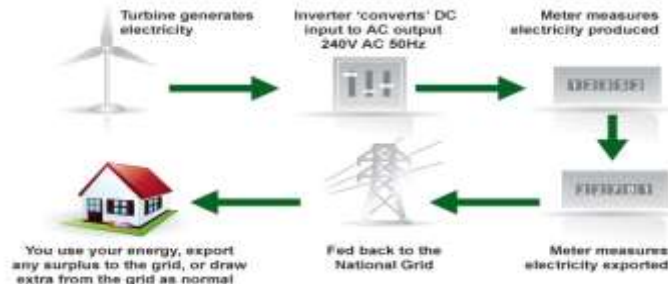 Turbine generates
electricity
Inverter ‘converts’ DC
input to AC output
240V AC 50Hz
Meter measures
electricity produced
You use your energy, export
any surplus to the grid, or draw
extra from the grid as normal
Fed back to the
National Grid
Meter measures
electricity exported